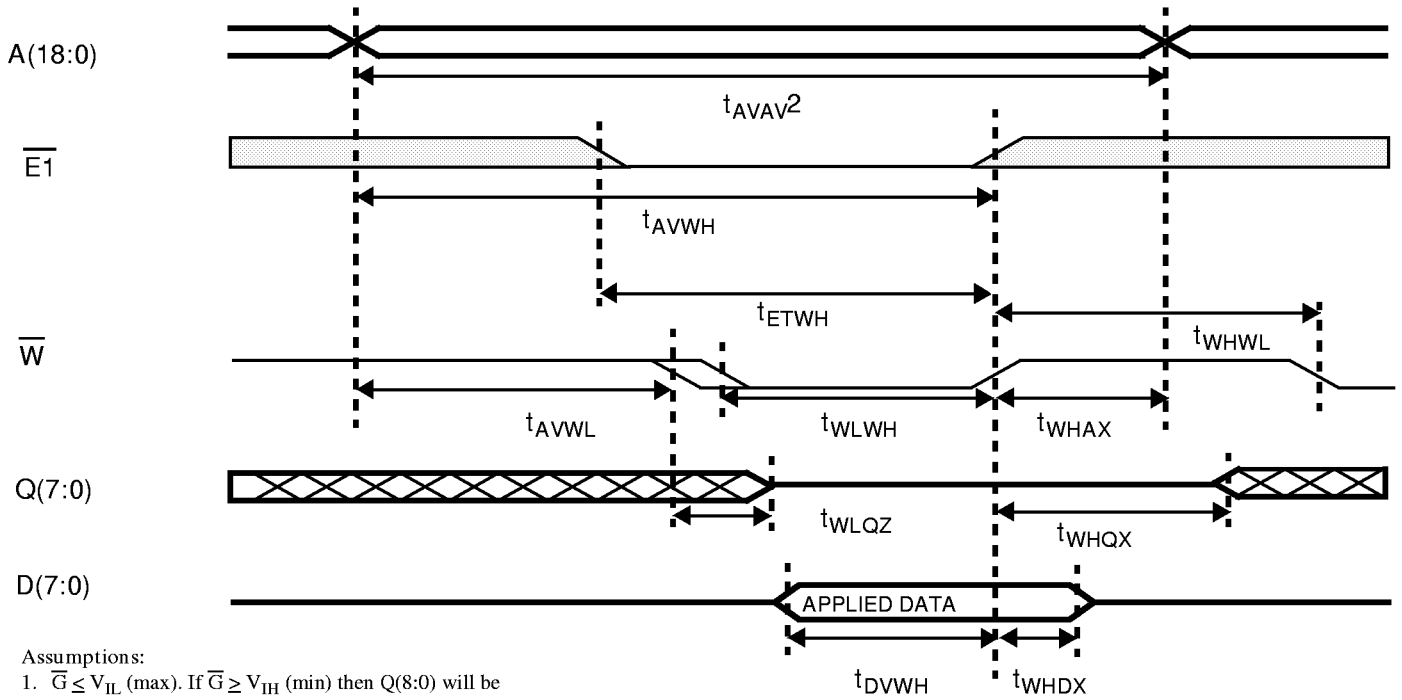 A(18:0)
tAVAV2
E1
tAVWH
tETWH
W
tWHWL
tAVWL
tWLWH
tWHAX
Q(7:0)
tWLQZ
tWHQX
D(7:0)
APPLIED DATA
tDVWH
tWHDX
Assumptions:
1. G ≤ VIL (max). If G ≥ VIH (min) then Q(8:0) will be